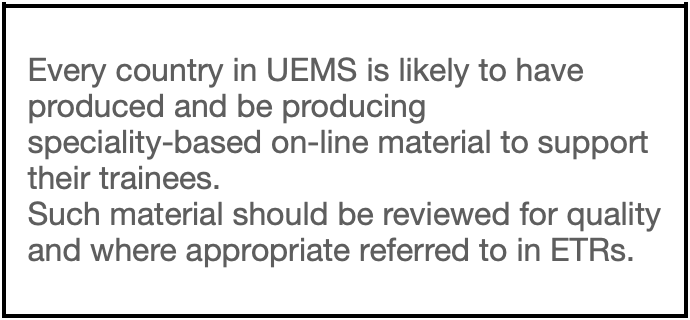 Every country in UEMS is likely to have
produced and be producing
speciality-based on-line material to support
their trainees.
Such material should be reviewed for quality
and where appropriate referred to in ETRs.